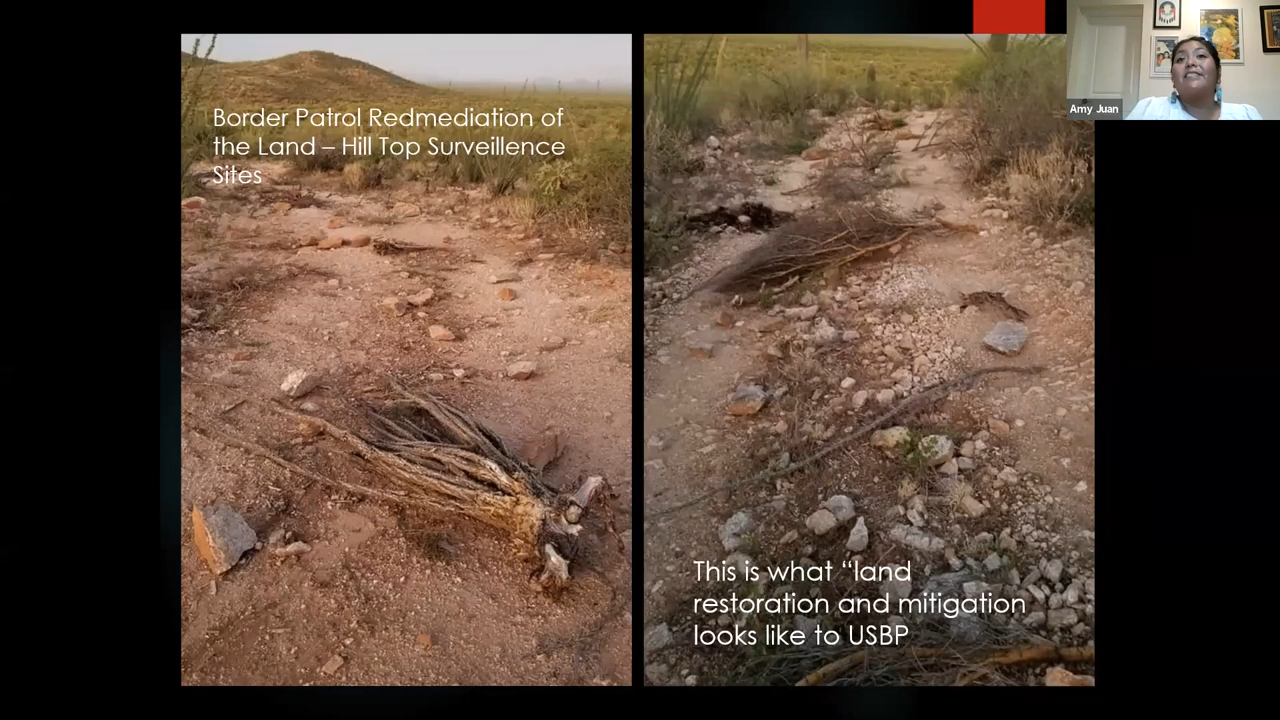 Border Patrol Redmediation of
the Land – Hill Top Surveillence
Sites
This is what “land
restoration and mitigation
looks like to USBP
Amy Juan